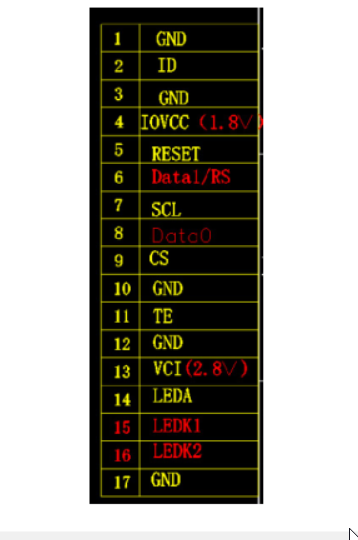 1 GND
2 ID
3 GND
4 IOVCC (1.8V)
5 RESET
6 Data1/RS
7 SCL
8 Data0
9 CS
10 GND
11 TE
12 GND
13 VCI(2.8V)
14 LEDA
15 LEDK1
16 LEDK2
17 GND